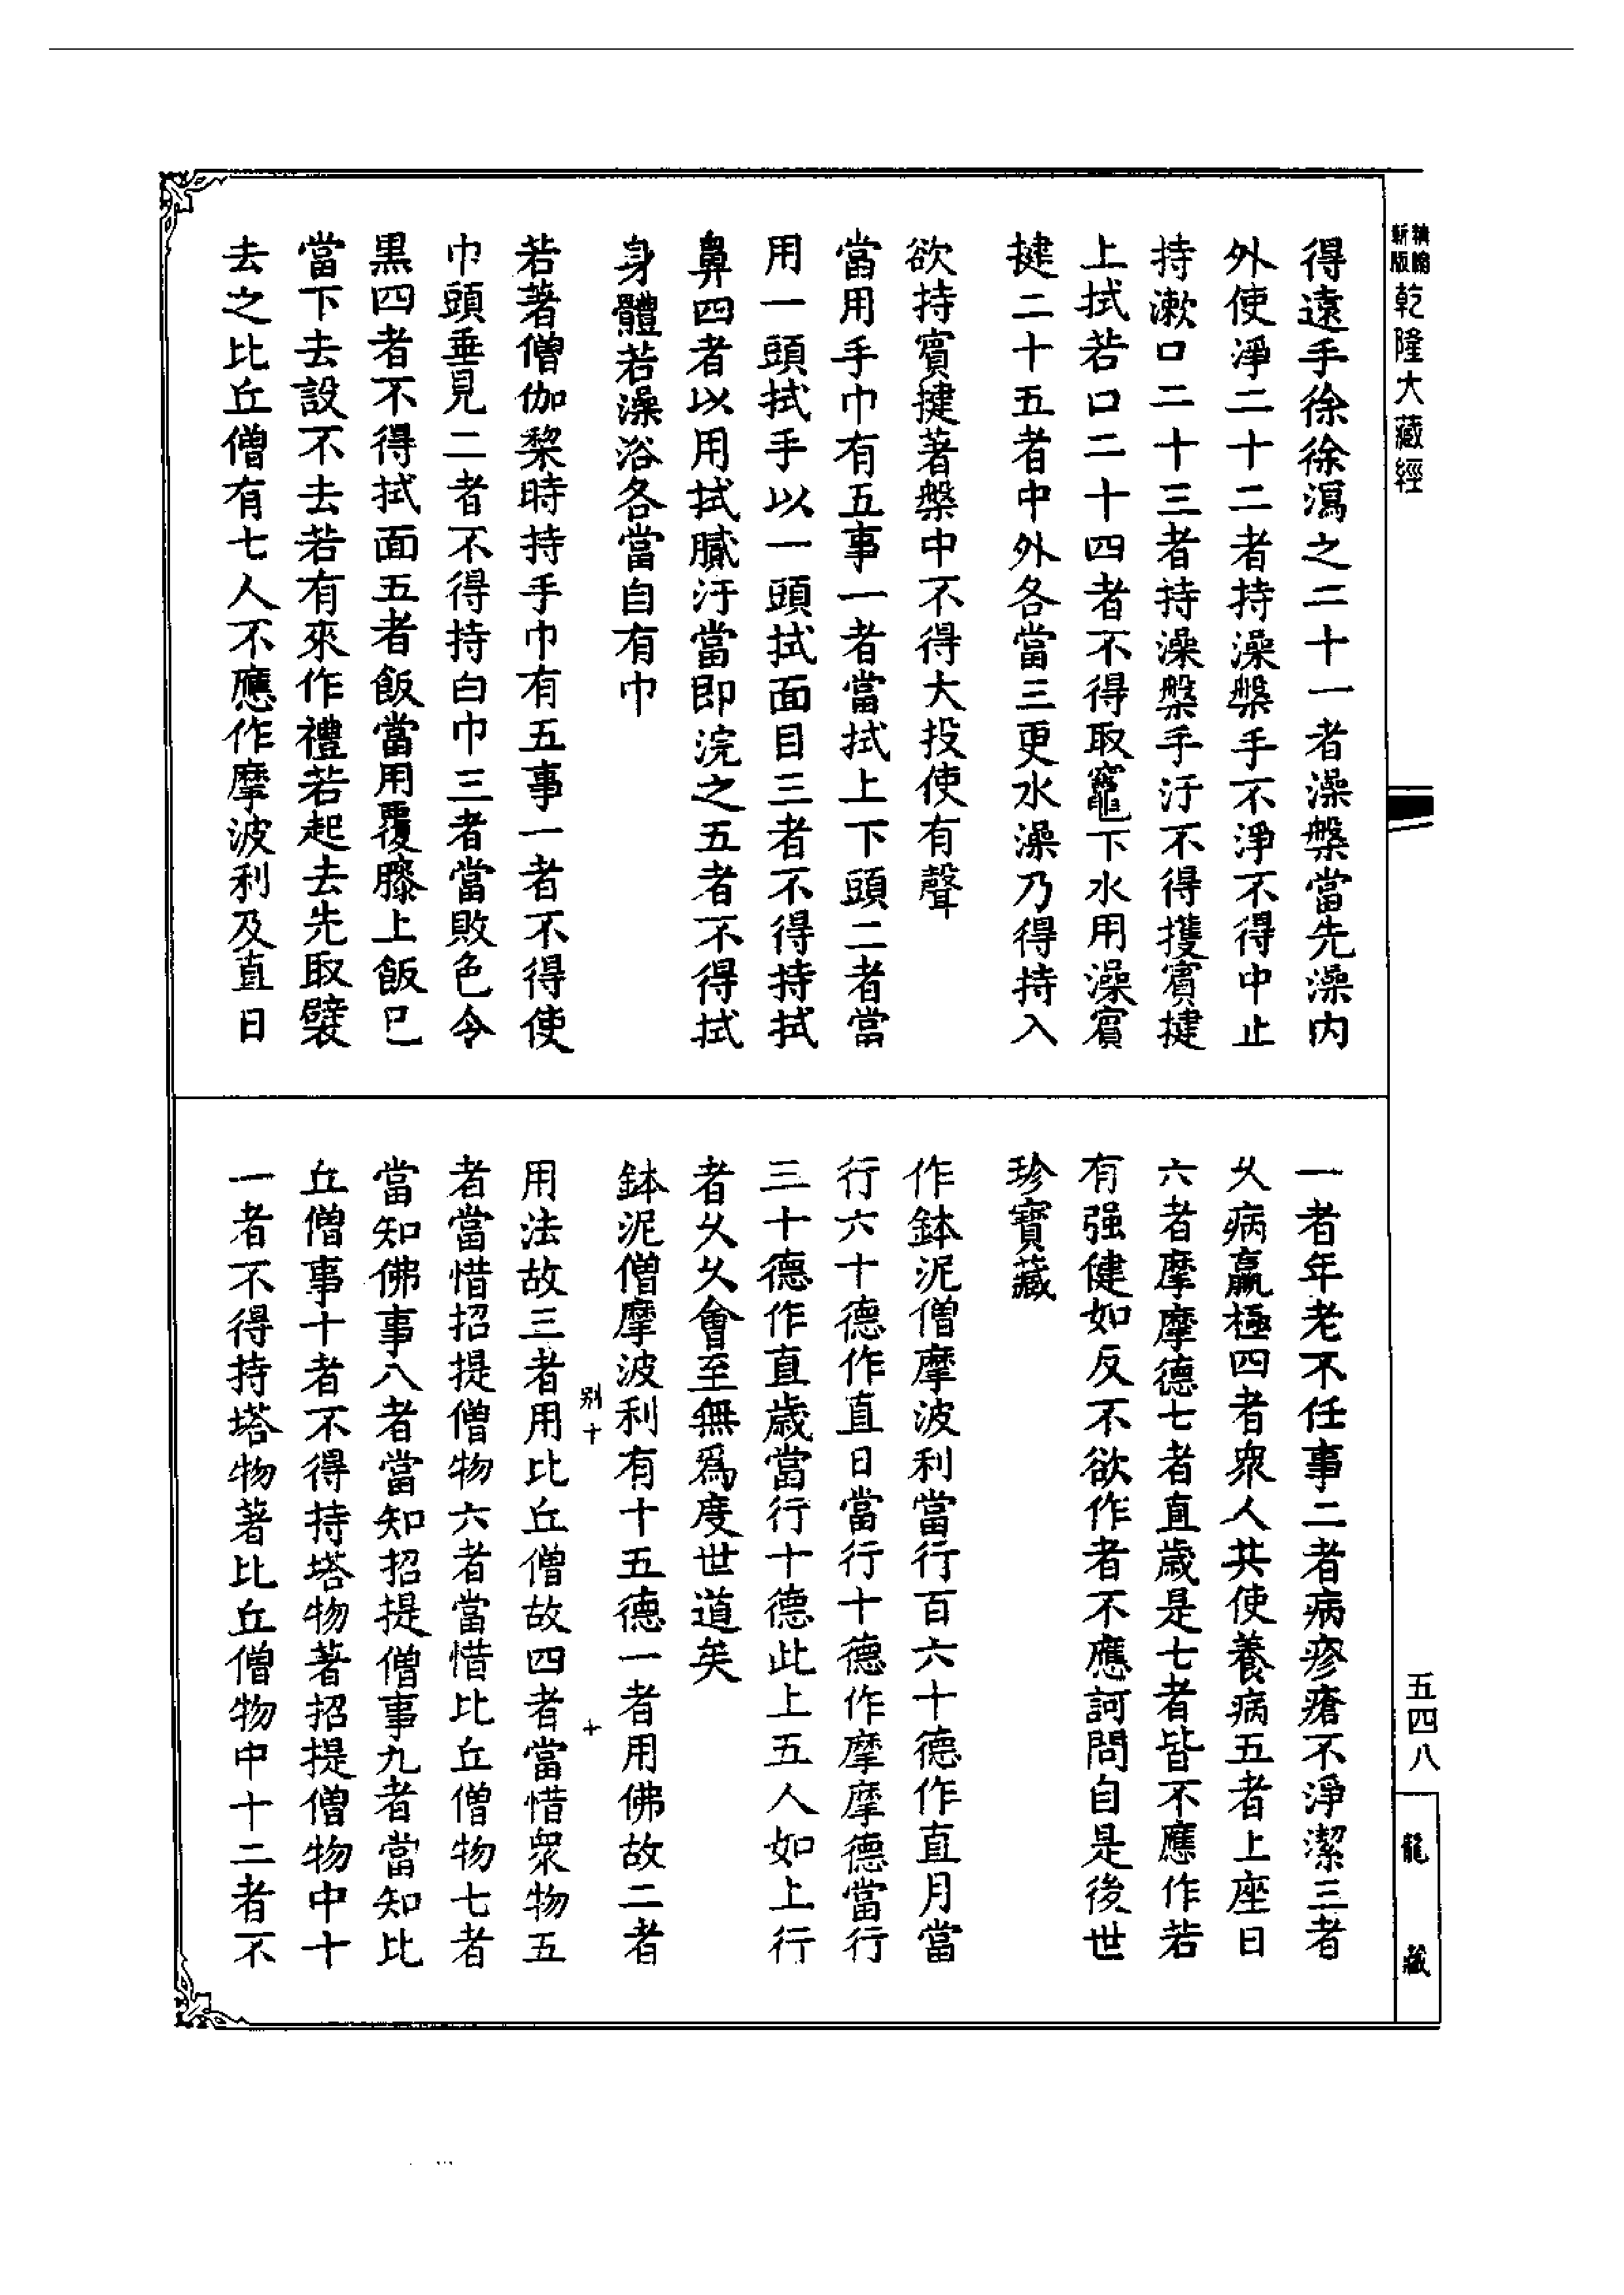 乾隆大藏經
得遠手徐徐瀉之二十一者澡槃當先澡內
外使淨二十二者持澡槃手不淨不得中止
持漱口二十三者持澡槃手汙不得擭賓揵
上拭若口二十四者不得取竈下水用澡賓
揵二十五者中外各當三更水澡乃得持入
欲持賓揵著槃中不得大投使有聲
當用手巾有五事一者當拭上下頭二者當
用一頭拭手以一頭拭面目三者不得持拭
鼻四者以用拭膩汙當即浣之五者不得拭
身體若澡浴各當自有巾
若著僧伽棃時持手巾有五事一者不得使
巾頭垂見二者不得持白巾三者當敗色令
黑四者不得拭面五者飯當用覆膝上飯已
當下去設不去若有來作禮若起去先取襞
去之比丘僧有七人不應作摩波利及直日
一者年老不任事二者病疹瘡不淨潔三者
久病羸極四者衆人共使養病五者上座日
六者摩摩德七者直歲是七者皆不應作若
有强健如反不欲作者不應訶問自是後世
珍寶藏
作鉢泥僧摩波利當行百六十德作直月當
行六十德作直日當行十德作摩摩德當行
三十德作直歲當行十德此上五人如上行
者久久會至無爲度世道矣
鉢泥僧摩波利有十五德一者用佛故二者
別十 十
用法故三者用比丘僧故四者當惜衆物五
者當惜招提僧物六者當惜比丘僧物七者
當知佛事八者當知招提僧事九者當知比
丘僧事十者不得持塔物著招提僧物中十
一者不得持塔物著比丘僧物中十二者不
五四八
龍藏